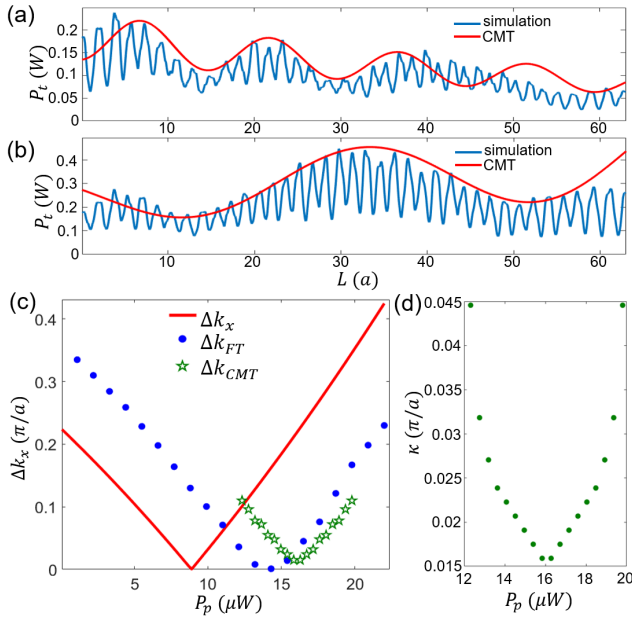 (a)
0.2
0.15
0.1
0.05
0
P_t (W)
simulation
CMT
10 20 30 40 50 60
(b)
0.4
0.3
0.2
0.1
0
P_t (W)
simulation
CMT
10 20 30 40 50 60
L (a)
(c)
0.4
0.3
0.2
0.1
0
Δk_x (π/a)
Δk_x
Δk_FT
Δk_CMT
5 10 15 20
P_p (μW)
(d)
0.045
0.04
0.035
0.03
0.025
0.02
0.015
κ (π/a)
12 14 16 18 20
P_p (μW)